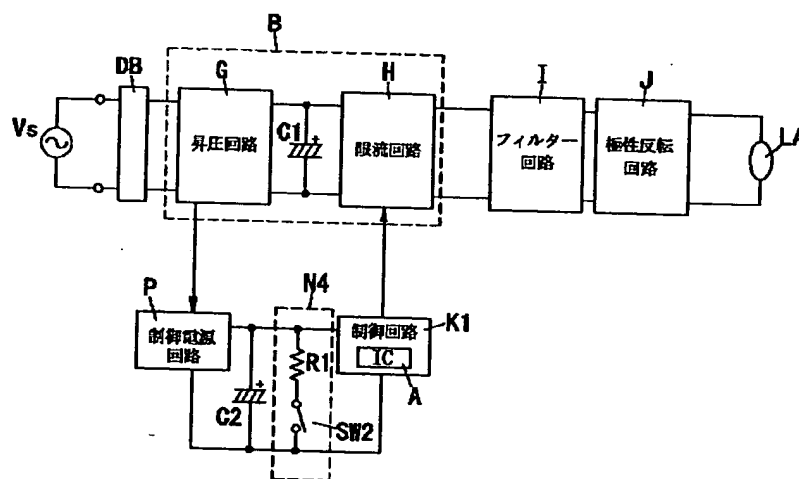 B
DB
G
H
I
J
Vs
昇圧回路
C1
+
限流回路
フィルター
回路
極性反転
回路
LA
P
N4
制御電源
回路
制御回路
K1
IC
R1
A
+
C2
SW2